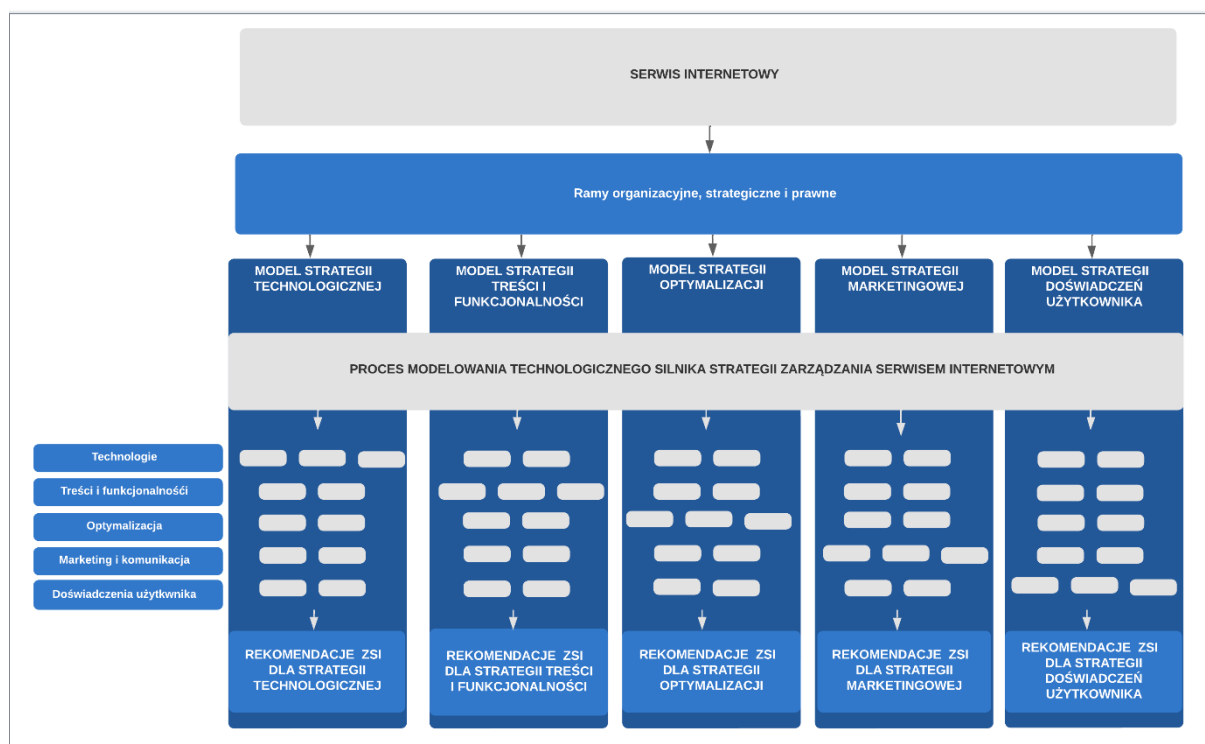 SERWIS INTERNETOWY
Ramy organizacyjne, strategiczne i prawne
MODEL STRATEGII
TECHNOLOGICZNEJ
MODEL STRATEGII
TREŚCI I
FUNKCJONALNOŚCI
MODEL STRATEGII
OPTYMALIZACJI
MODEL STRATEGII
MARKETINGOWEJ
MODEL STRATEGII
DOŚWIADCZEŃ
UŻYTKOWNIKA
PROCES MODELOWANIA TECHNOLOGICZNEGO SILNIKA STRATEGII ZARZĄDZANIA SERWISEM INTERNETOWYM
Technologie
Treści i funkcjonalnośći
Optymalizacja
Marketing i komunikacja
Doświadczenia użytkwnika
REKOMENDACJE ZSI
DLA STRATEGII
TECHNOLOGICZNEJ
REKOMENDACJE ZSI
DLA STRATEGII TREŚCI
I FUNKCJONALNOŚCI
REKOMENDACJE ZSI
DLA STRATEGII
OPTYMALIZACJI
REKOMENDACJE ZSI
DLA STRATEGII
MARKETINGOWEJ
REKOMENDACJE ZSI
DLA STRATEGII
DOŚWIADCZEŃ
UŻYTKOWNIKA